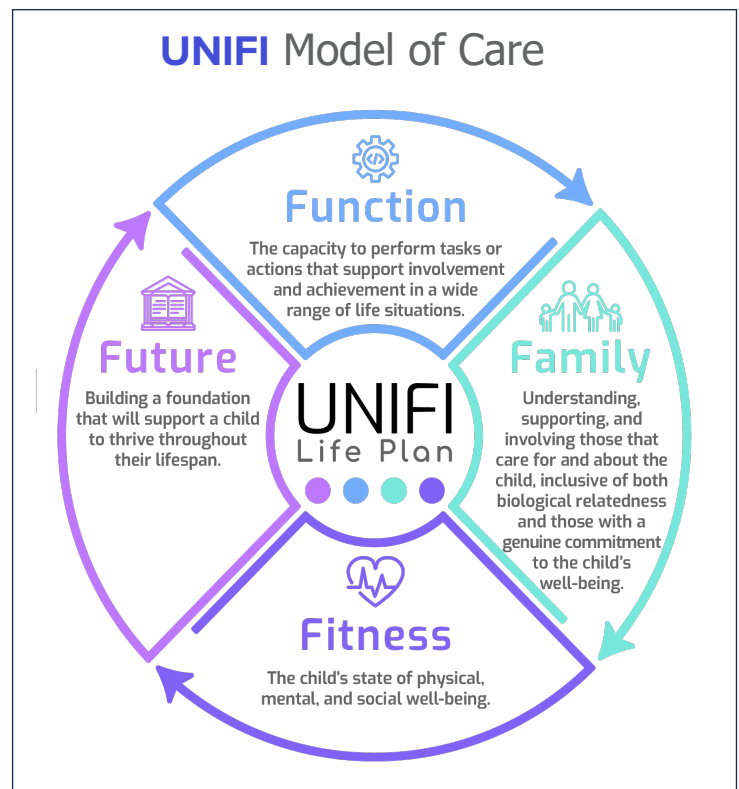 UNIFI Model of Care
</>
Function
The capacity to perform tasks or
actions that support involvement
and achievement in a wide
range of life situations.
Future
Building a foundation
that will support a child
to thrive throughout
their lifespan.
Family
Understanding,
supporting, and
involving those that
care for and about the
child, inclusive of both
biological relatedness
and those with a
genuine commitment
to the child's
well-being.
UNIFI
Life Plan
Fitness
The child's state of physical,
mental, and social well-being.